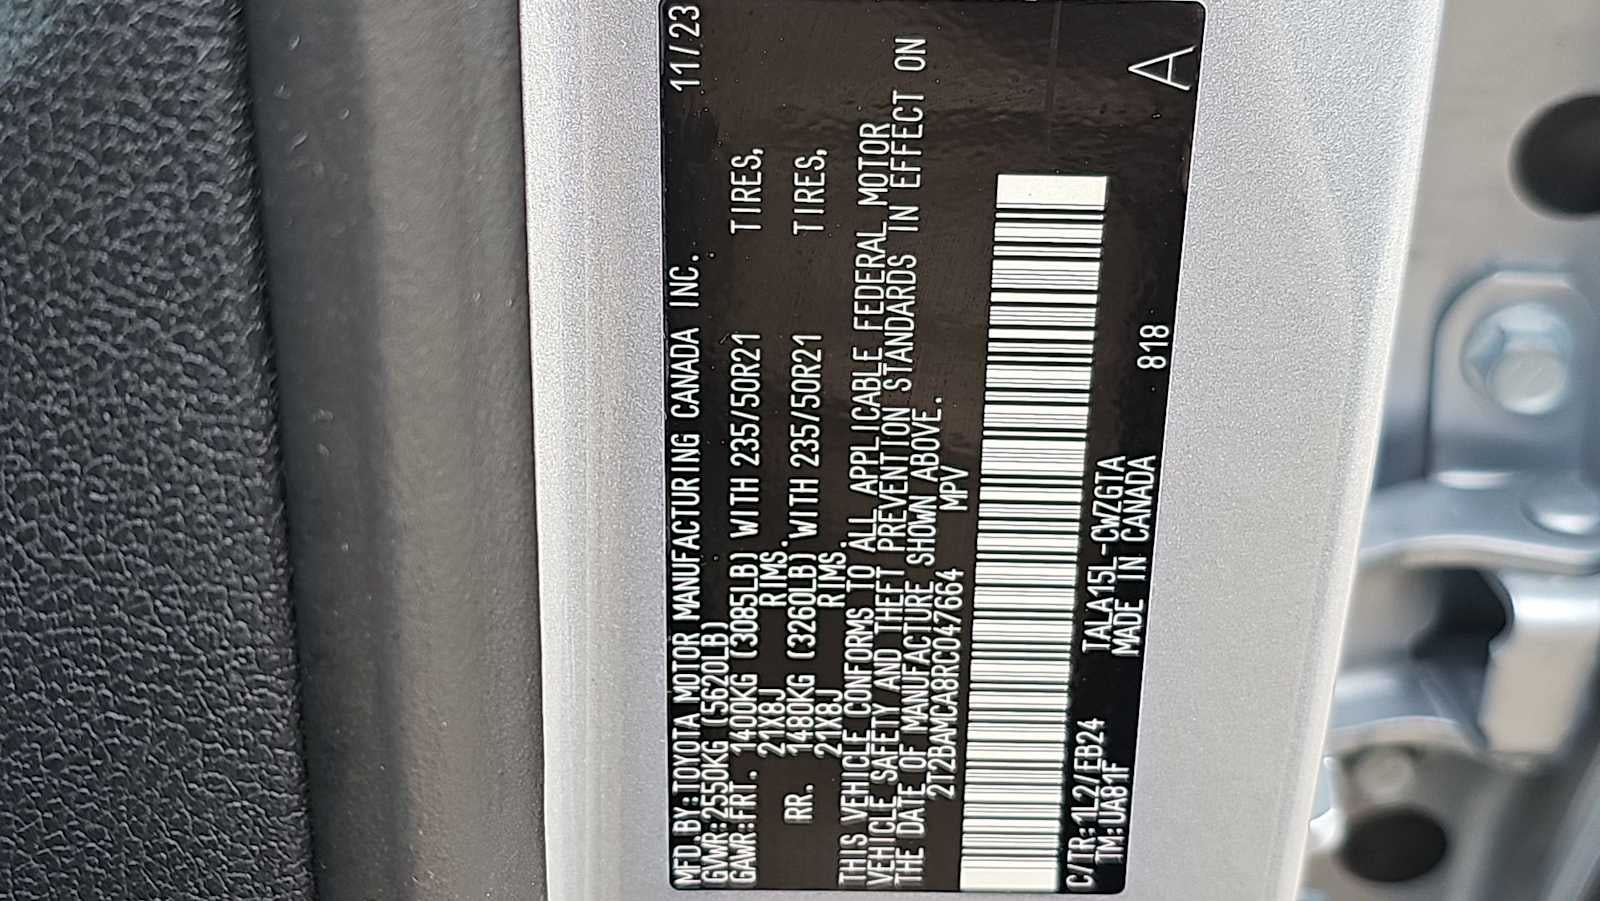 MFD.BY:TOYOTA MOTOR MANUFACTURING CANADA INC. 11/23
GVWR:2550KG (5620LB)
GAWR:FRT. 1400KG (3085LB) WITH 235/50R21 TIRES,
21X8J RIMS.
RR. 1480KG (3260LB) WITH 235/50R21 TIRES,
21X8J RIMS.
THIS VEHICLE CONFORMS TO ALL APPLICABLE FEDERAL MOTOR
VEHICLE SAFETY AND THEFT PREVENTION STANDARDS IN EFFECT ON
THE DATE OF MANUFACTURE SHOWN ABOVE.
2T2BAMCA8RC047664 MPV
C/TR:1L2/EB24 TALA15L-CWZGTA 818 A
TM:UA81F MADE IN CANADA